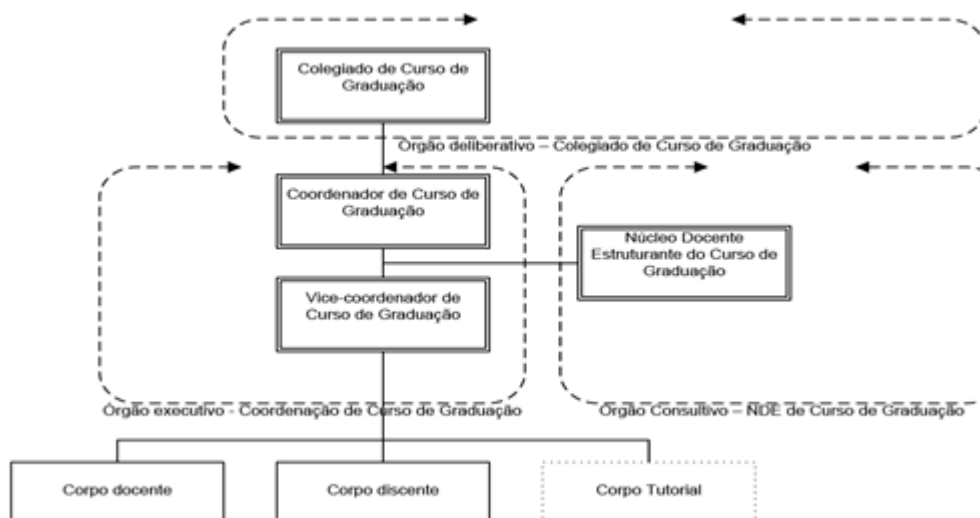 Colegiado de Curso de
Graduação
Órgão deliberativo – Colegiado de Curso de Graduação
Coordenador de Curso de
Graduação
Núcleo Docente
Estruturante do Curso de
Graduação
Vice-coordenador de
Curso de Graduação
Órgão executivo - Coordenação de Curso de Graduação
Órgão Consultivo – NDE de Curso de Graduação
Corpo docente
Corpo discente
Corpo Tutorial